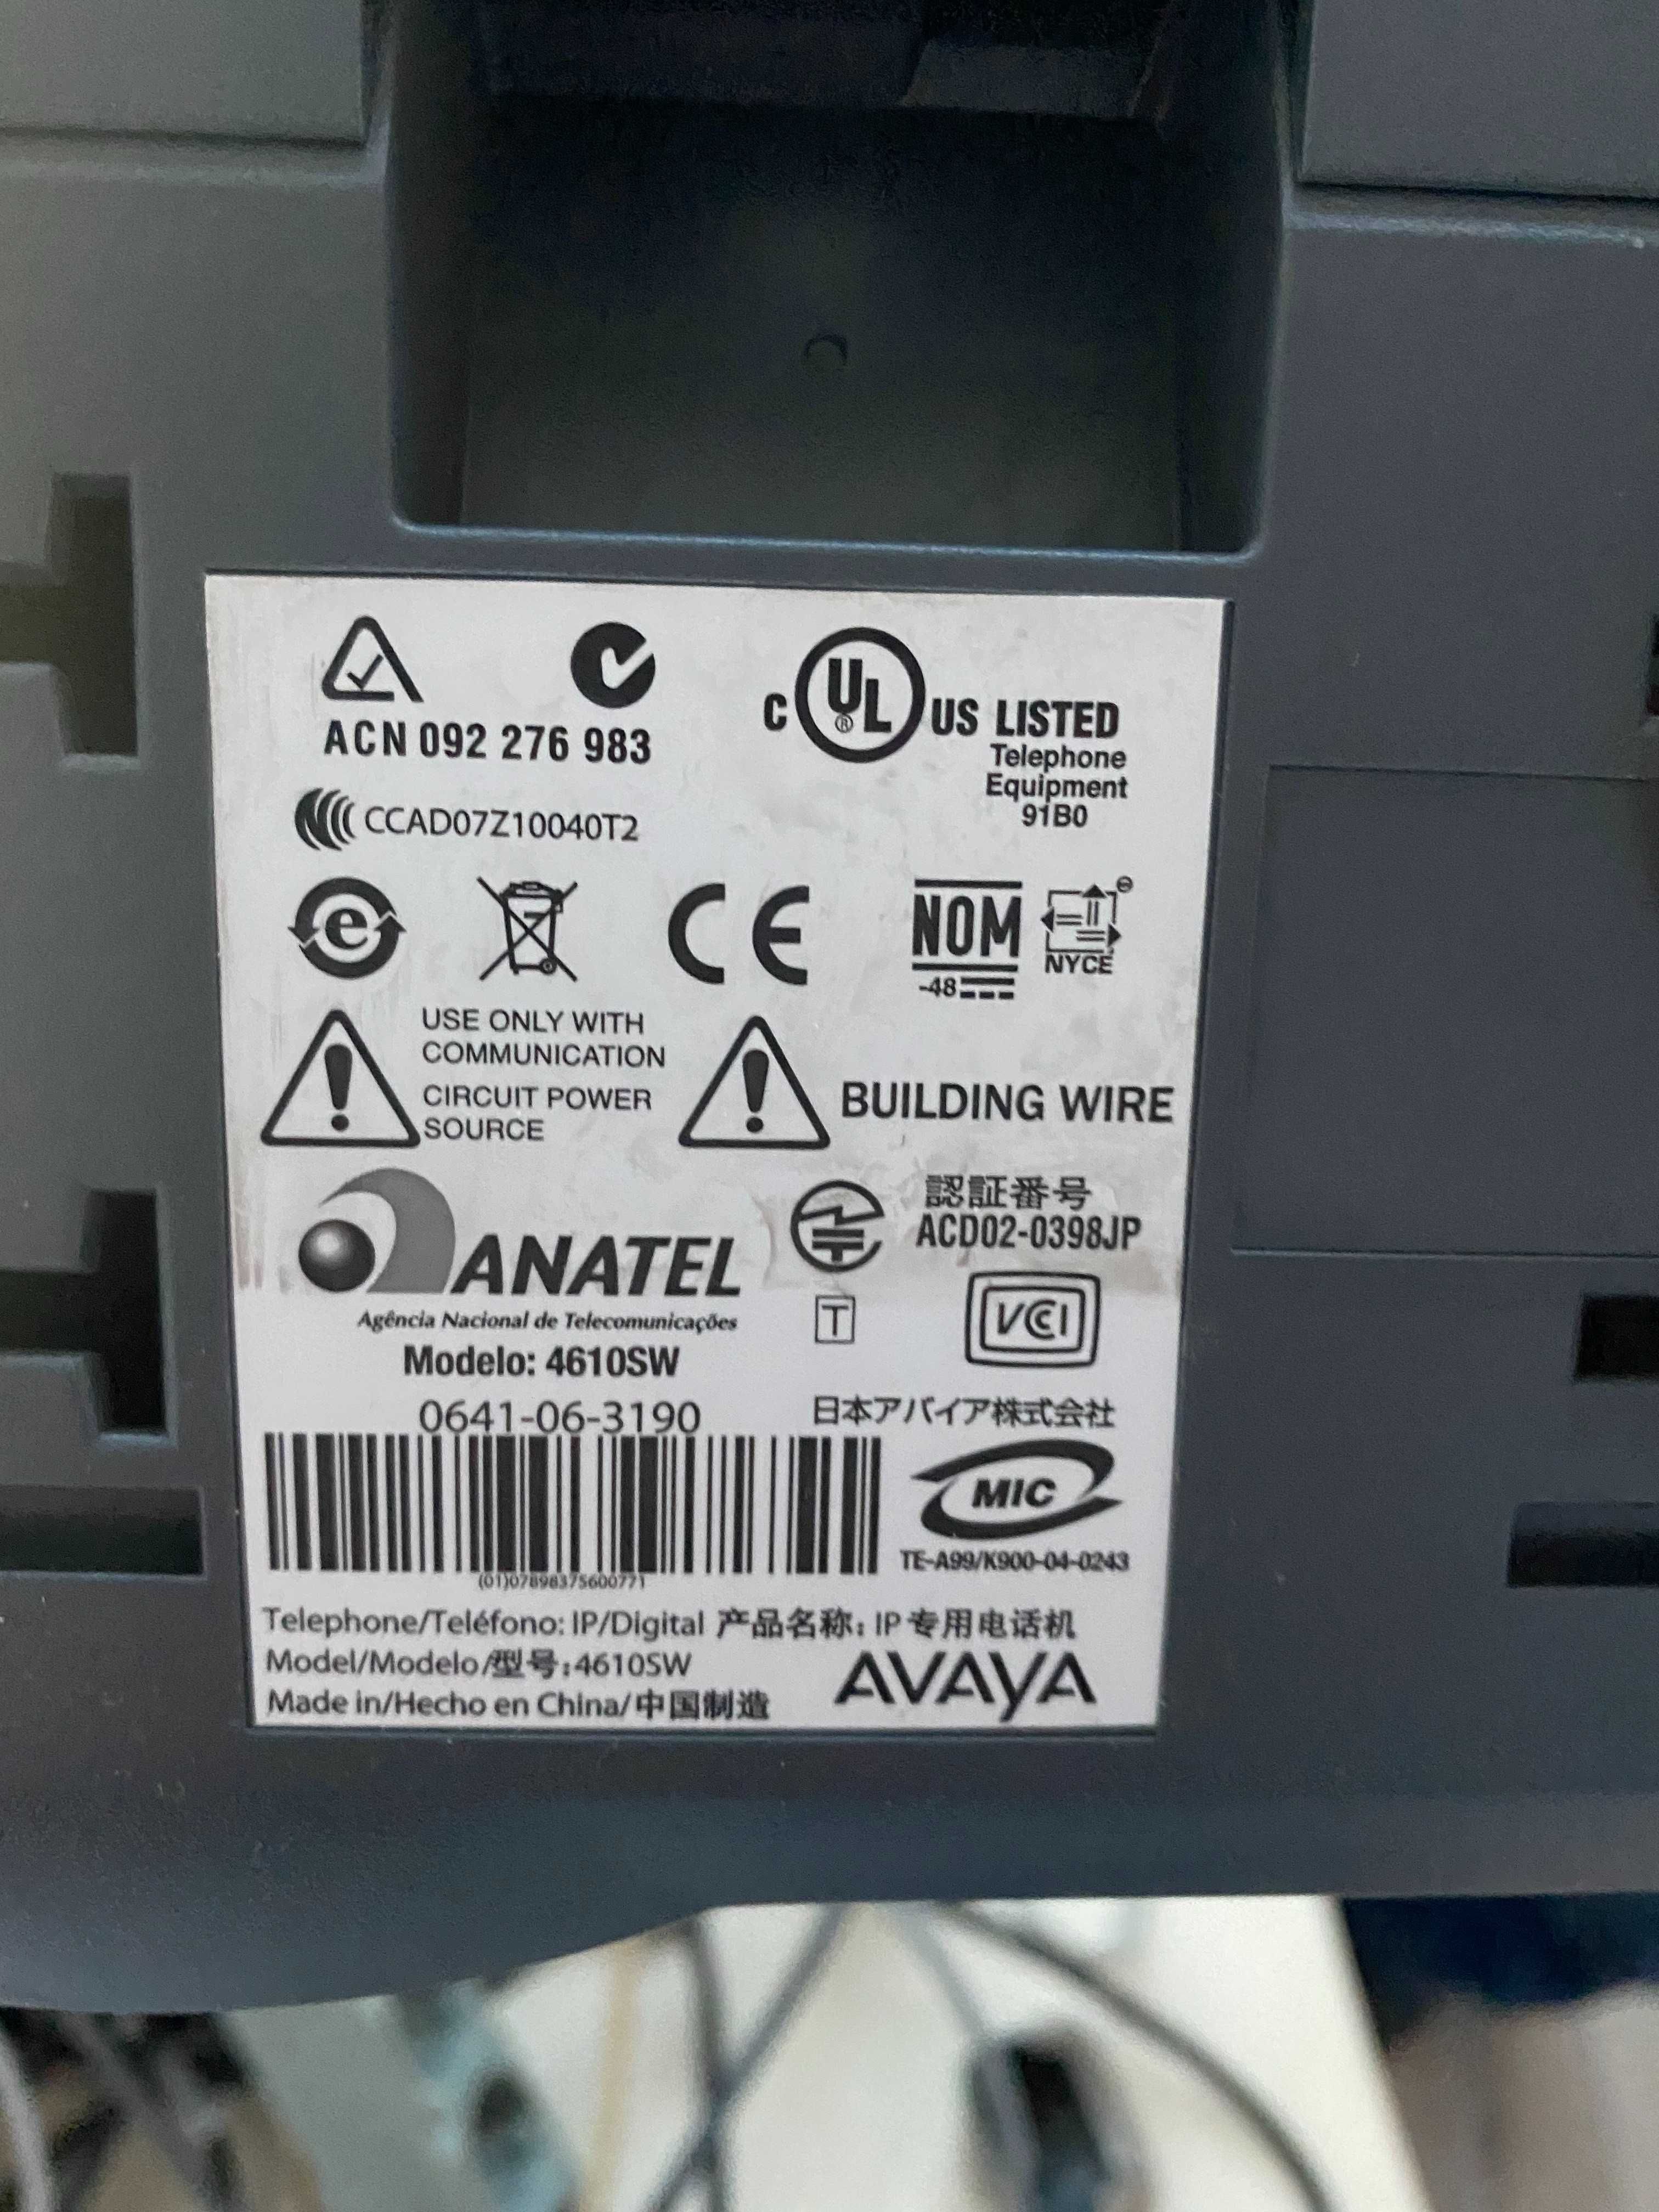 ACN 092 276 983
C UL ® US LISTED
Telephone
Equipment
91B0
CCAD07Z10040T2
e
CE
NOM
-48
NYCE
USE ONLY WITH
COMMUNICATION
CIRCUIT POWER
SOURCE
BUILDING WIRE
ANATEL
Agência Nacional de Telecomunicações
Modelo: 4610SW
0641-06-3190
(01)07898375600771
認証番号
ACD02-0398JP
T
VCCI
日本アバイア株式会社
MIC
TE-A99/K900-04-0243
Telephone/Teléfono: IP/Digital 产品名称: IP 专用电话机
Model/Modelo/型号:4610SW
Made in/Hecho en China/中国制造
AVAYA